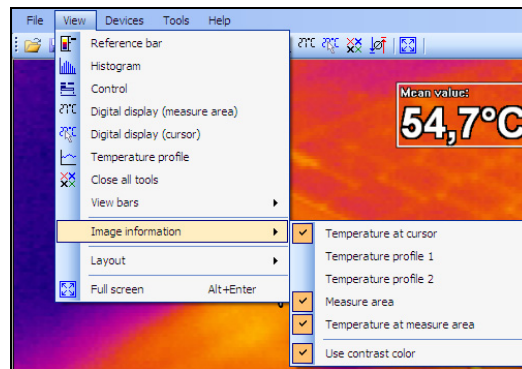 File View Devices Tools Help
Reference bar
Histogram
Control
Digital display (measure area)
Digital display (cursor)
Temperature profile
Close all tools
View bars
Image information
Layout
Full screen Alt+Enter
Mean value:
54,7°C
Temperature at cursor
Temperature profile 1
Temperature profile 2
Measure area
Temperature at measure area
Use contrast color